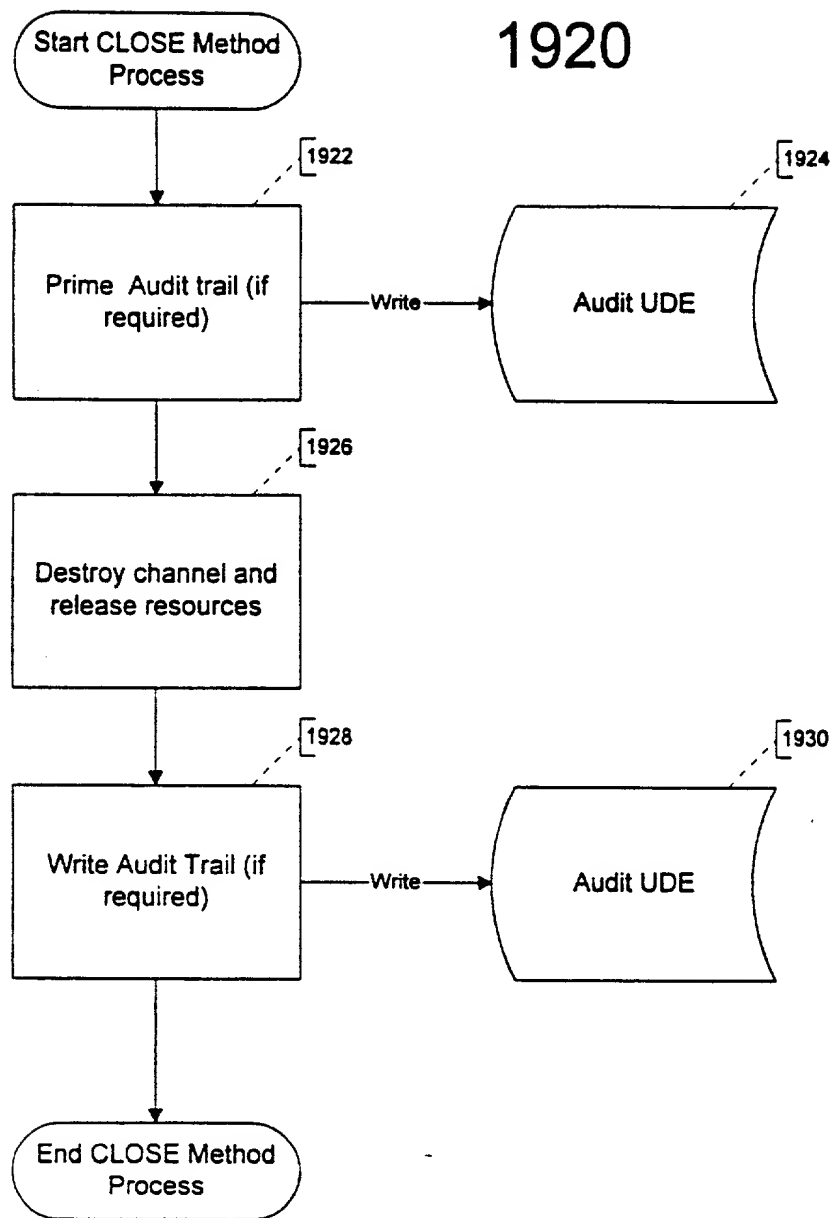 Start CLOSE Method
Process
1920
1922
1924
Prime Audit trail (if
required)
Write
Audit UDE
1926
Destroy channel and
release resources
1928
1930
Write Audit Trail (if
required)
Write
Audit UDE
End CLOSE Method
Process